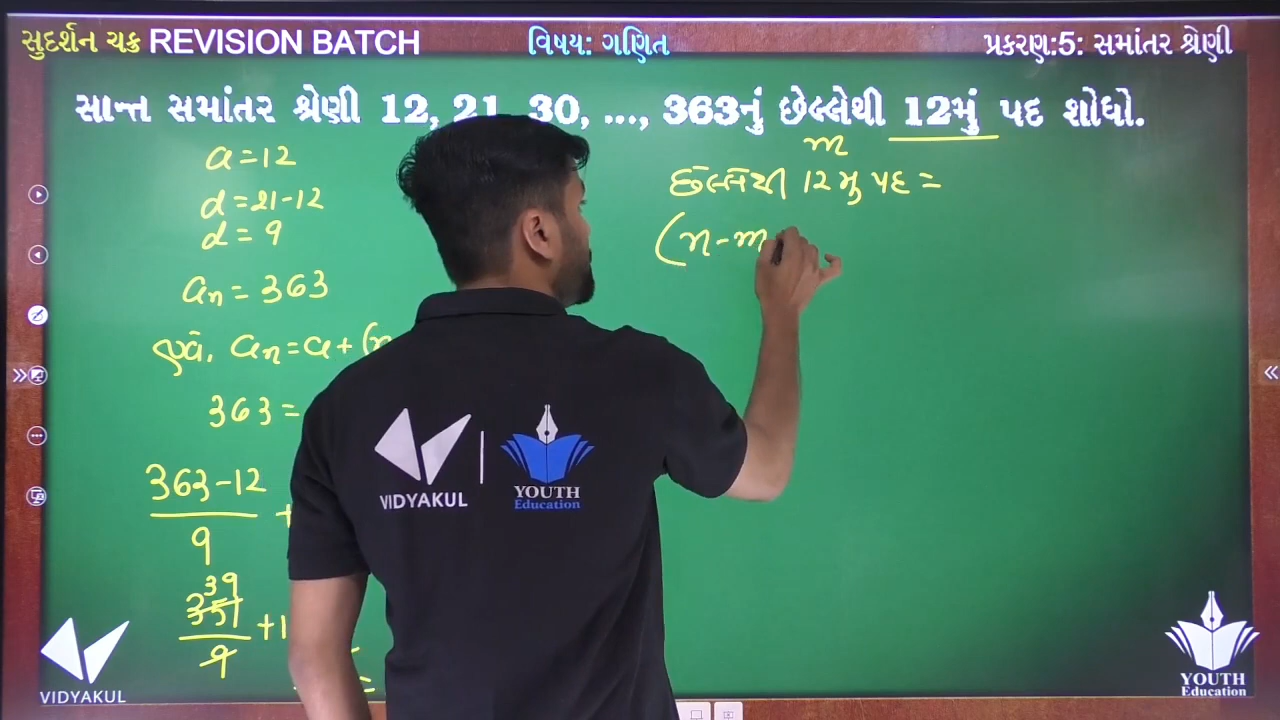 સુદર્શન ચક્ર REVISION BATCH
વિષય: ગણિત
પ્રકરણ:5: સમાંતર શ્રેણી
સાન્ત સમાંતર શ્રેણી 12, 21, 30, ..., 363નું છેલ્લેથી 12મું પદ શોધો.
a = 12
d = 21-12
d = 9
an = 363
હવે, an = a + (n
363 =
363-12
9
+
39
351
9
+1
m
છેલ્લેથી 12 મુ પદ =
(n-m
VIDYAKUL
YOUTH
Education
VIDYAKUL
YOUTH
Education